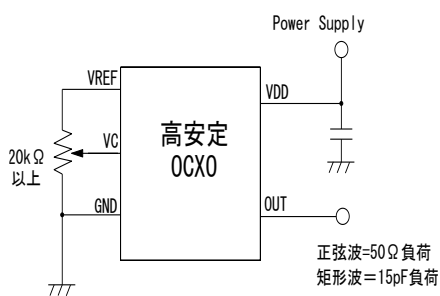 Power Supply
VREF
VDD
VC
高安定
OCXO
20kΩ
以上
GND
OUT
正弦波=50Ω負荷
矩形波=15pF負荷